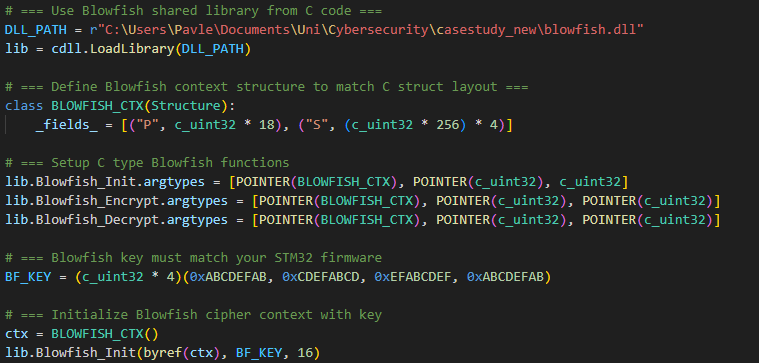 # === Use Blowfish shared library from C code ===
DLL_PATH = r"C:\Users\Pavle\Documents\Uni\Cybersecurity\casestudy_new\blowfish.dll"
lib = cdll.LoadLibrary(DLL_PATH)
# === Define Blowfish context structure to match C struct layout ===
class BLOWFISH_CTX(Structure):
    _fields_ = [("P", c_uint32 * 18), ("S", (c_uint32 * 256) * 4)]
# === Setup C type Blowfish functions
lib.Blowfish_Init.argtypes = [POINTER(BLOWFISH_CTX), POINTER(c_uint32), c_uint32]
lib.Blowfish_Encrypt.argtypes = [POINTER(BLOWFISH_CTX), POINTER(c_uint32), POINTER(c_uint32)]
lib.Blowfish_Decrypt.argtypes = [POINTER(BLOWFISH_CTX), POINTER(c_uint32), POINTER(c_uint32)]
# === Blowfish key must match your STM32 firmware
BF_KEY = (c_uint32 * 4)(0xABCDEFAB, 0xCDEFABCD, 0xEFABCDEF, 0xABCDEFAB)
# === Initialize Blowfish cipher context with key
ctx = BLOWFISH_CTX()
lib.Blowfish_Init(byref(ctx), BF_KEY, 16)